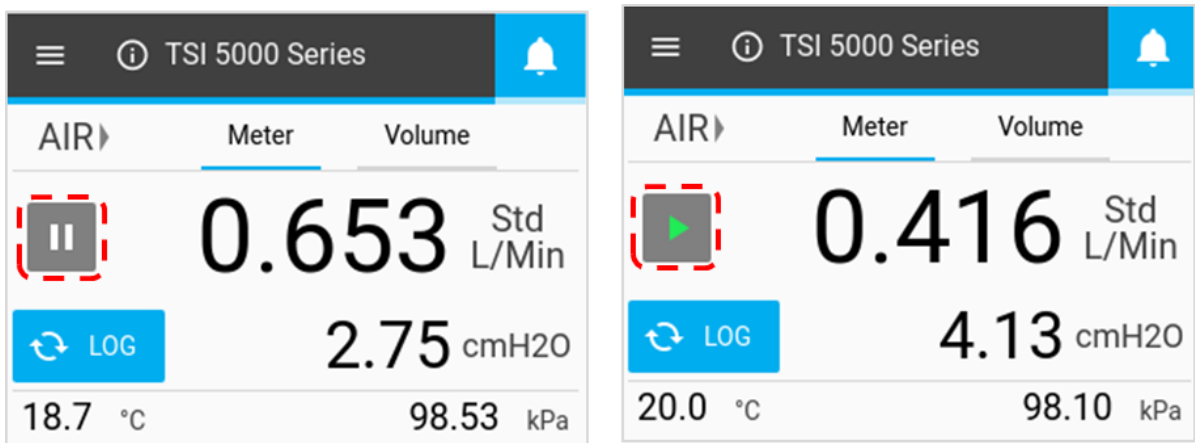 TSI 5000 Series
AIR Meter Volume
0.653 Std L/Min
LOG 2.75 cmH2O
18.7 °C 98.53 kPa
TSI 5000 Series
AIR Meter Volume
0.416 Std L/Min
LOG 4.13 cmH2O
20.0 °C 98.10 kPa